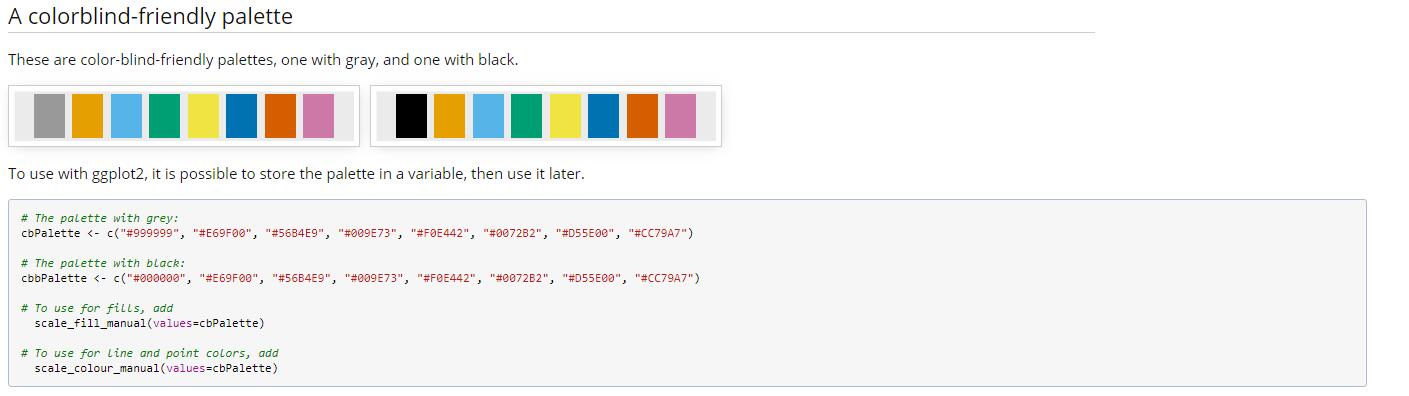 A colorblind-friendly palette
These are color-blind-friendly palettes, one with gray, and one with black.
To use with ggplot2, it is possible to store the palette in a variable, then use it later.
# The palette with grey:
cbPalette <- c("#999999", "#E69F00", "#56B4E9", "#009E73", "#F0E442", "#0072B2", "#D55E00", "#CC79A7")
# The palette with black:
cbbPalette <- c("#000000", "#E69F00", "#56B4E9", "#009E73", "#F0E442", "#0072B2", "#D55E00", "#CC79A7")
# To use for fills, add
scale_fill_manual(values=cbPalette)
# To use for line and point colors, add
scale_colour_manual(values=cbPalette)